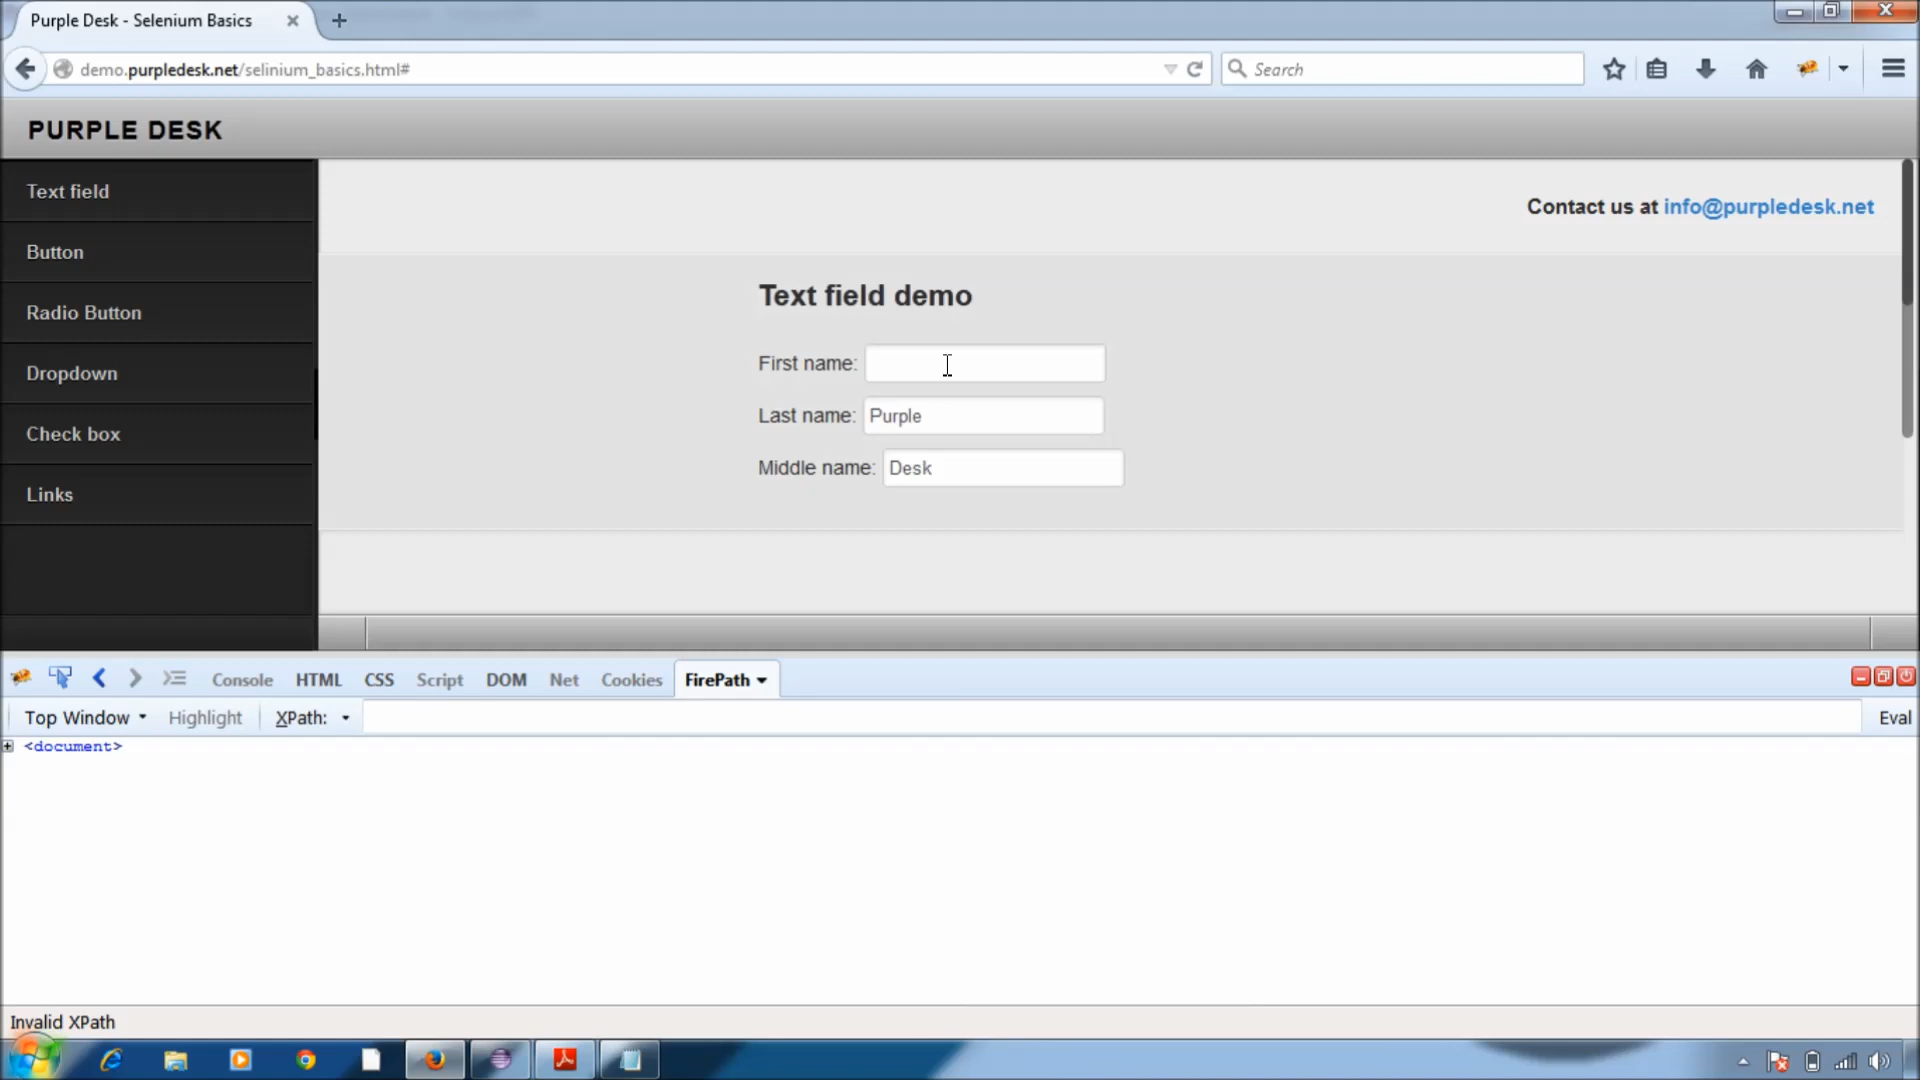 Purple Desk - Selenium Basics
demo.purpledesk.net/selinium_basics.html#
Search
PURPLE DESK
Text field
Button
Radio Button
Dropdown
Check box
Links
Contact us at info@purpledesk.net
Text field demo
First name:
Last name: Purple
Middle name: Desk
Console HTML CSS Script DOM Net Cookies FirePath
Top Window Highlight XPath: Eval
<document>
Invalid XPath